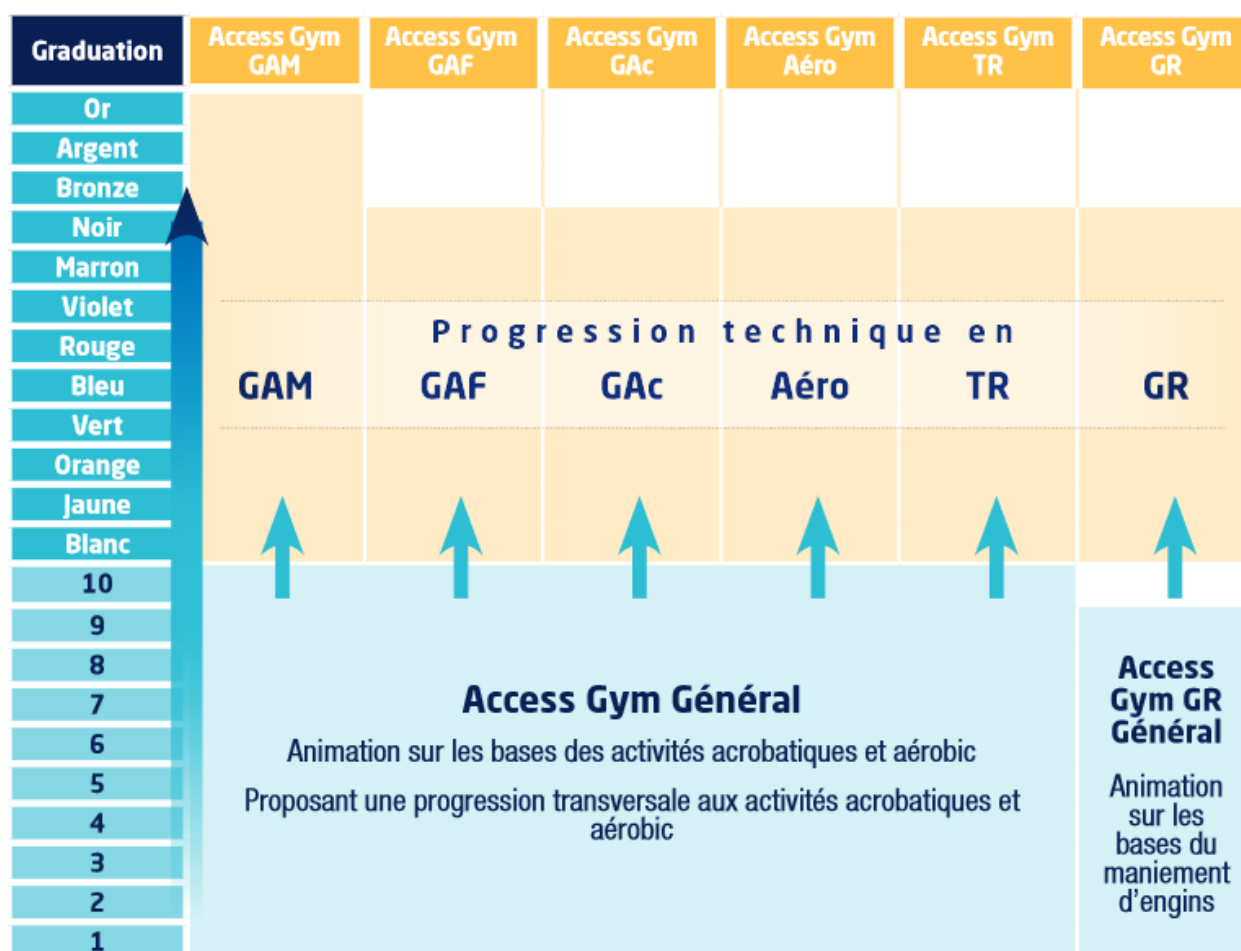 Graduation
Access Gym
GAM
Access Gym
GAF
Access Gym
GAc
Access Gym
Aéro
Access Gym
TR
Access Gym
GR
Or
Argent
Bronze
Noir
Marron
Violet
Rouge
Bleu
Vert
Orange
Jaune
Blanc
10
9
8
7
6
5
4
3
2
1
Progression technique en
GAM GAF GAc Aéro TR GR
Access Gym Général
Animation sur les bases des activités acrobatiques et aérobic
Proposant une progression transversale aux activités acrobatiques et
aérobic
Access
Gym GR
Général
Animation
sur les
bases du
maniement
d'engins